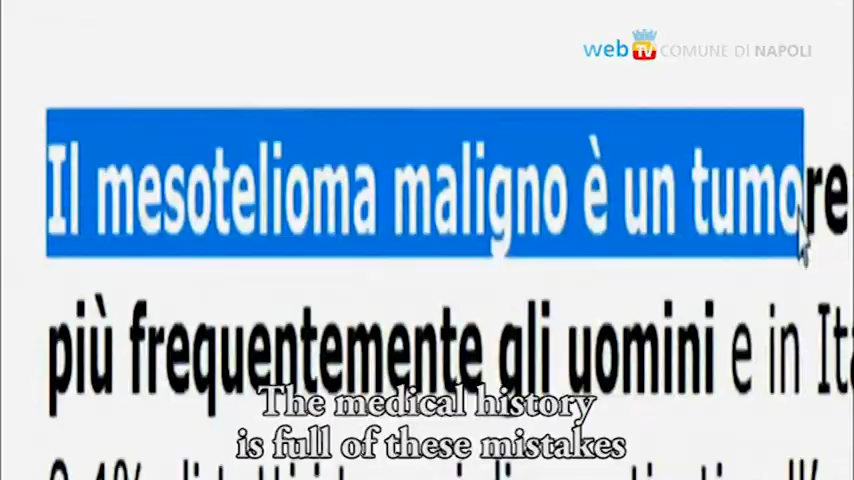 web TV COMUNE DI NAPOLI
Il mesotelioma maligno è un tumore
più frequentemente gli uomini e in
The medical history
is full of these mistakes